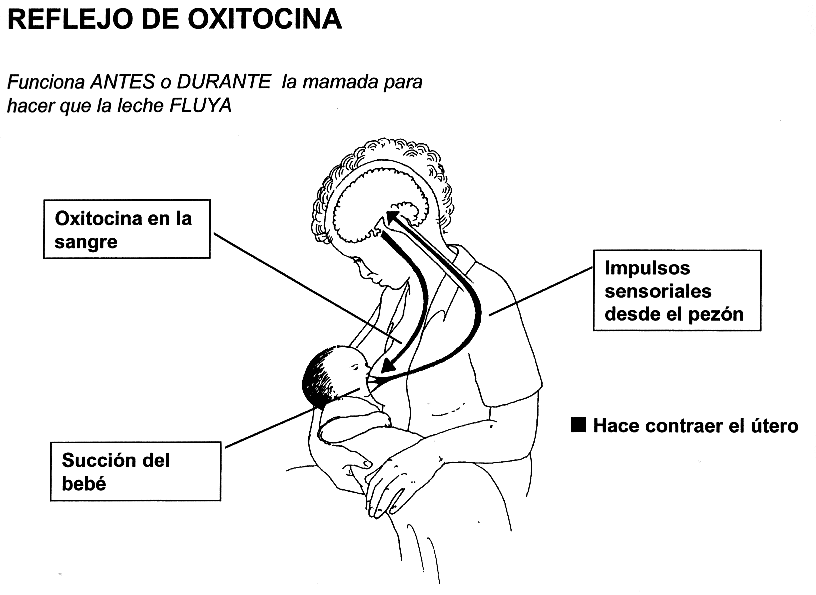 REFLEJO DE OXITOCINA
Funciona ANTES o DURANTE la mamada para
hacer que la leche FLUYA
Oxitocina en la
sangre
Impulsos
sensoriales
desde el pezón
■ Hace contraer el útero
Succión del
bebé